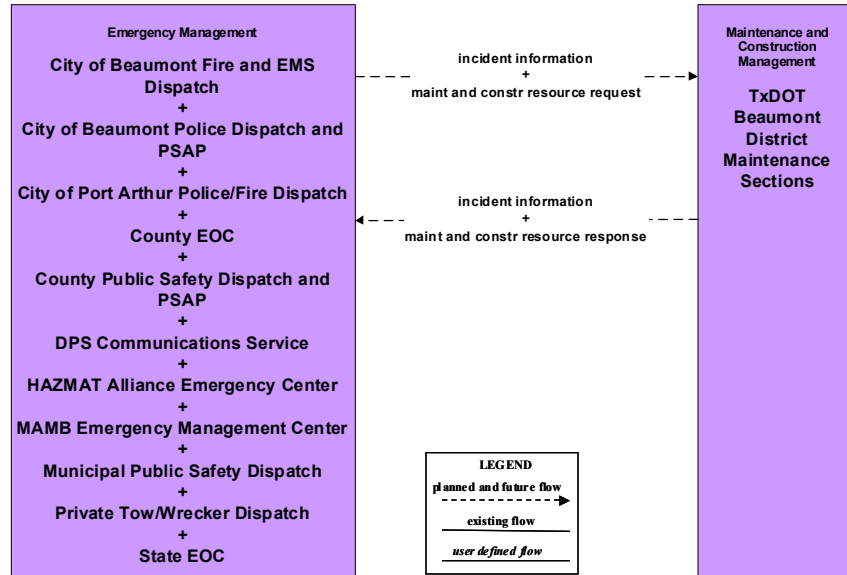 Emergency Management
City of Beaumont Fire and EMS
Dispatch
+
City of Beaumont Police Dispatch and
PSAP
+
City of Port Arthur Police/Fire Dispatch
+
County EOC
+
County Public Safety Dispatch and
PSAP
+
DPS Communications Service
+
HAZMAT Alliance Emergency Center
+
MAMB Emergency Management Center
+
Municipal Public Safety Dispatch
+
Private Tow/Wrecker Dispatch
+
State EOC
incident information
+
maint and constr resource request
incident information
+
maint and constr resource response
LEGEND
planned and future flow
existing flow
user defined flow
Maintenance and
Construction
Management
TxDOT
Beaumont
District
Maintenance
Sections